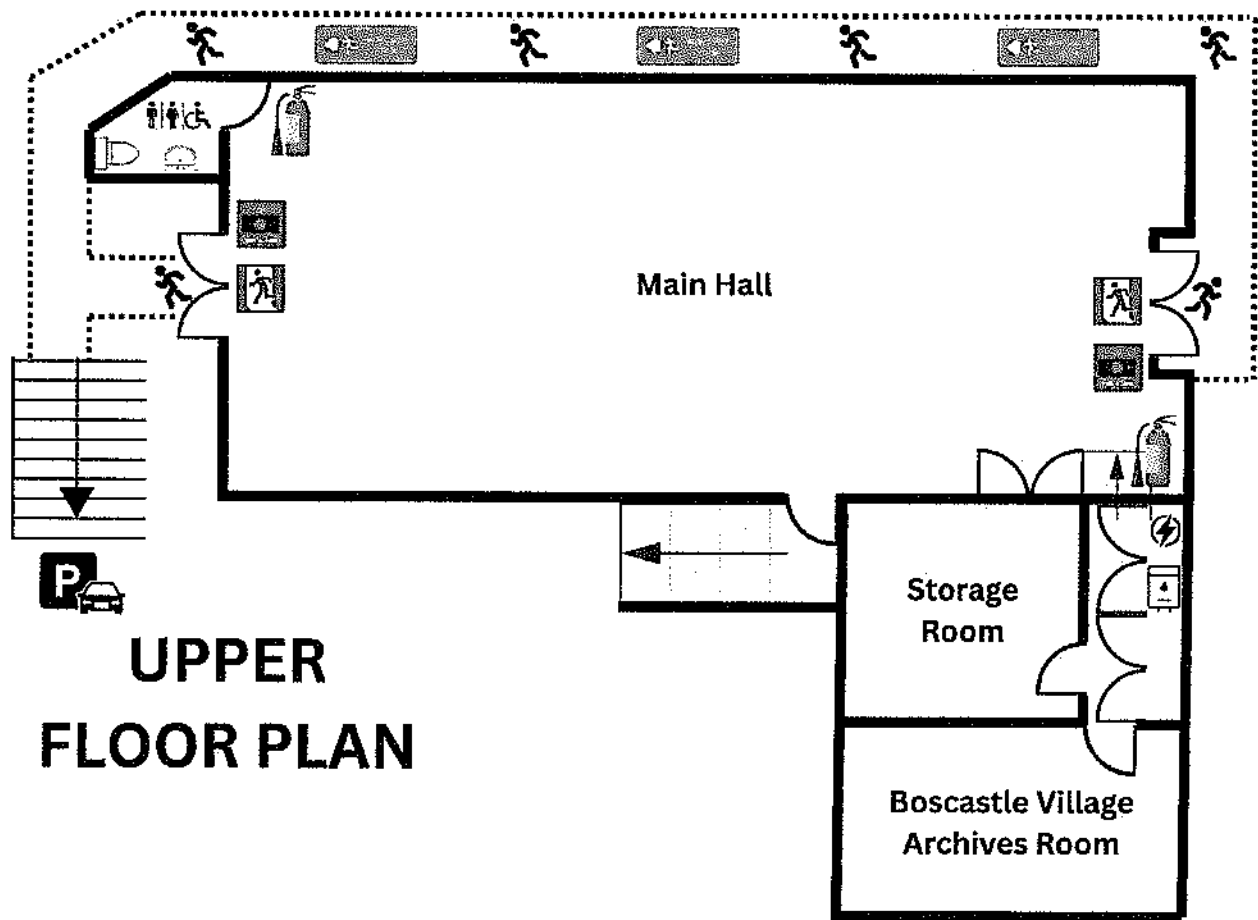 Main Hall
Storage
Room
P
UPPER
FLOOR PLAN
Boscastle Village
Archives Room